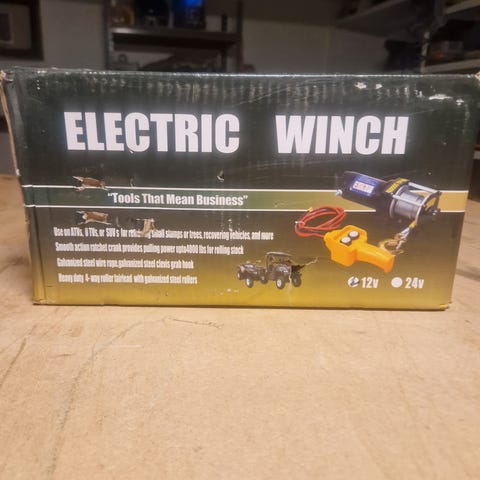 ELECTRIC WINCH
"Tools That Mean Business"
Use on ATVs, UTVs, or SUV's for small stumps or trees, recovering vehicles, and more
Smooth action ratchet crank provides pulling power upto4000 lbs for rolling stock
Galvanized steel wire rope,galvanized steel clevis grab hook
Heavy duty 4-way roller fairlead with galvanized steel rollers
12v 24v